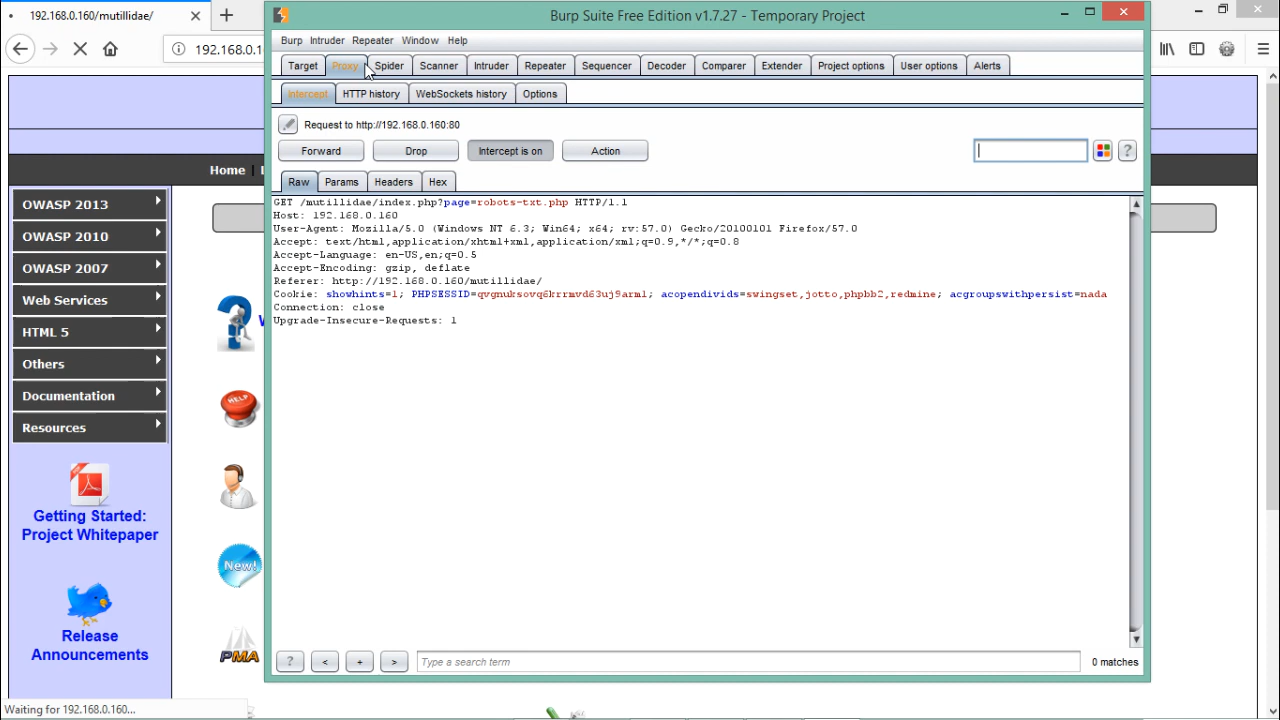 192.168.0.160/mutillidae/
Burp Suite Free Edition v1.7.27 - Temporary Project
Burp Intruder Repeater Window Help
192.168.0.1
Target Proxy Spider Scanner Intruder Repeater Sequencer Decoder Comparer Extender Project options User options Alerts
Intercept HTTP history WebSockets history Options
Request to http://192.168.0.160:80
Forward Drop Intercept is on Action
Home
Raw Params Headers Hex
GET /mutillidae/index.php?page=robots-txt.php HTTP/1.1
Host: 192.168.0.160
User-Agent: Mozilla/5.0 (Windows NT 6.3; Win64; x64; rv:57.0) Gecko/20100101 Firefox/57.0
Accept: text/html,application/xhtml+xml,application/xml;q=0.9,*/*;q=0.8
Accept-Language: en-US,en;q=0.5
Accept-Encoding: gzip, deflate
Referer: http://192.168.0.160/mutillidae/
Cookie: showhints=1; PHPSESSID=qvgnuksovq6krrmvd63uj9arm1; acopendivids=swingset,jotto,phpbb2,redmine; acgroupswithpersist=nada
Connection: close
Upgrade-Insecure-Requests: 1
OWASP 2013
OWASP 2010
OWASP 2007
Web Services
HTML 5
Others
Documentation
Resources
HELP
Getting Started:
Project Whitepaper
New!
Release
Announcements
PMA
Type a search term
0 matches
Waiting for 192.168.0.160...